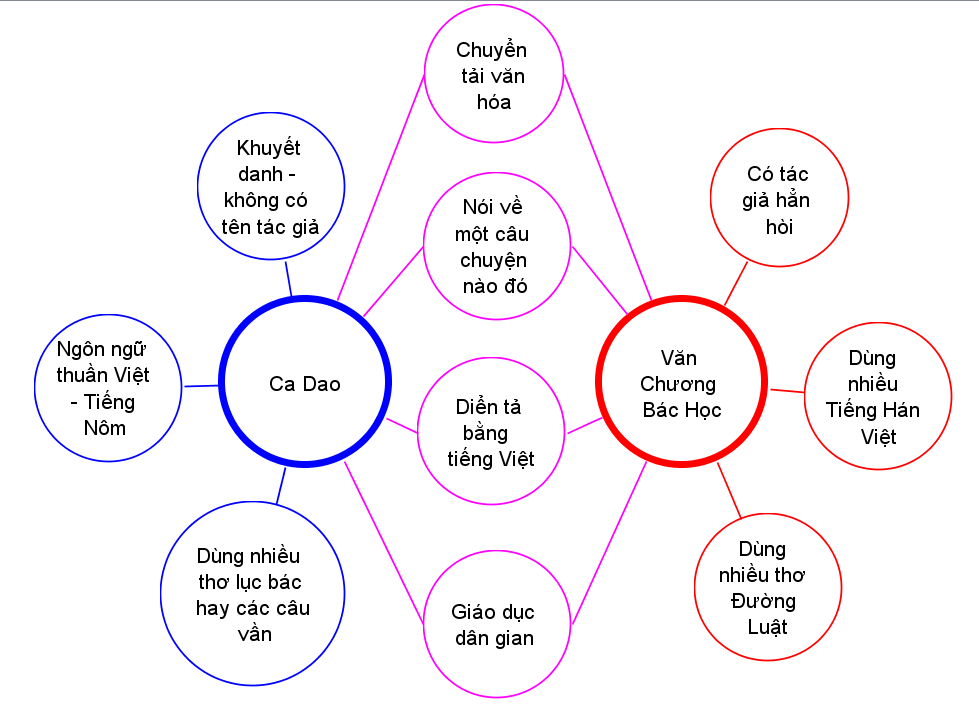 Chuyển
tải văn
hóa
Khuyết
danh -
không có
tên tác giả
Có tác
giả hẳn
hòi
Nói về
một câu
chuyện
nào đó
Ngôn ngữ
thuần Việt
- Tiếng
Nôm
Ca Dao
Văn
Chương
Bác Học
Dùng
nhiều
Tiếng Hán
Việt
Diển tả
bằng
tiếng Việt
Dùng nhiều
thơ lục bác
hay các câu
vần
Giáo dục
dân gian
Dùng
nhiều thơ
Đường
Luật